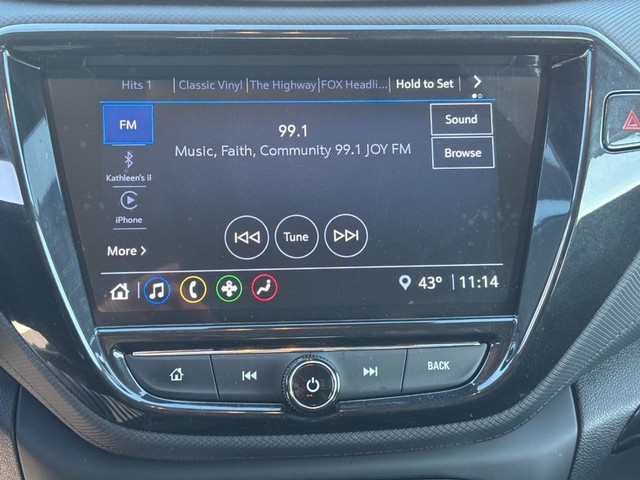 Hits 1 Classic Vinyl The Highway FOX Headli... Hold to Set
FM
99.1
Sound
Music, Faith, Community 99.1 JOY FM
Browse
Kathleen's il
iPhone
Tune
More
43° 11:14
BACK